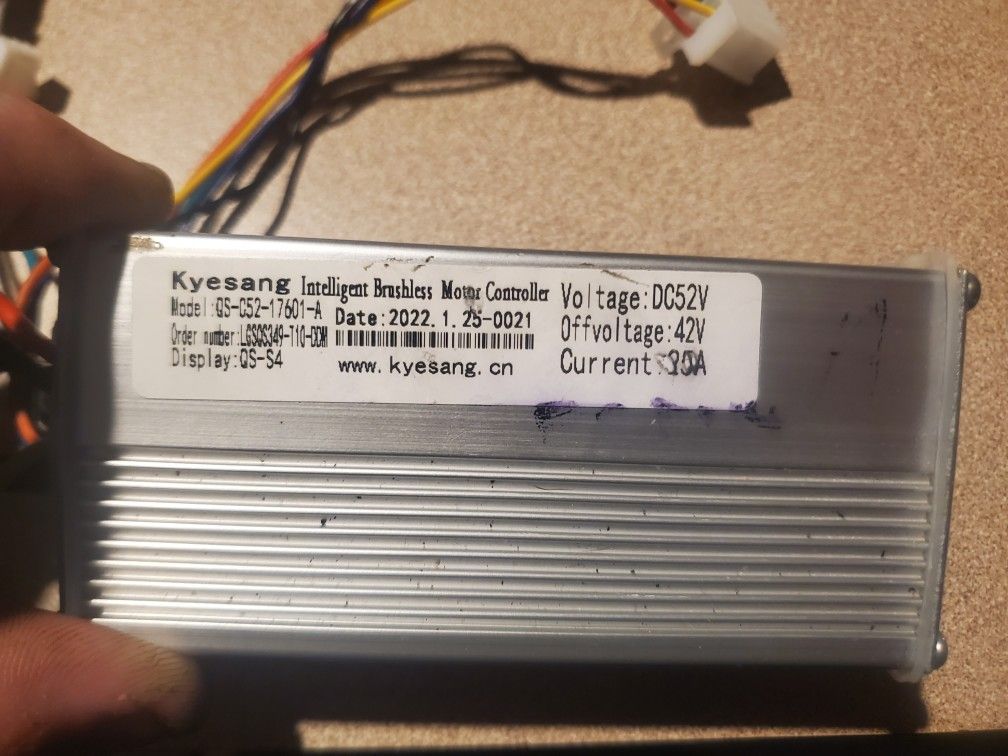 Kyesang Intelligent Brushless Motor Controller
Model:QS-C52-17601-A
Date:2022.1.25-0021
Order number:LGSQS349-T10-DDM
Display:QS-S4
www.kyesang.cn
Voltage:DC52V
Offvoltage:42V
Current: